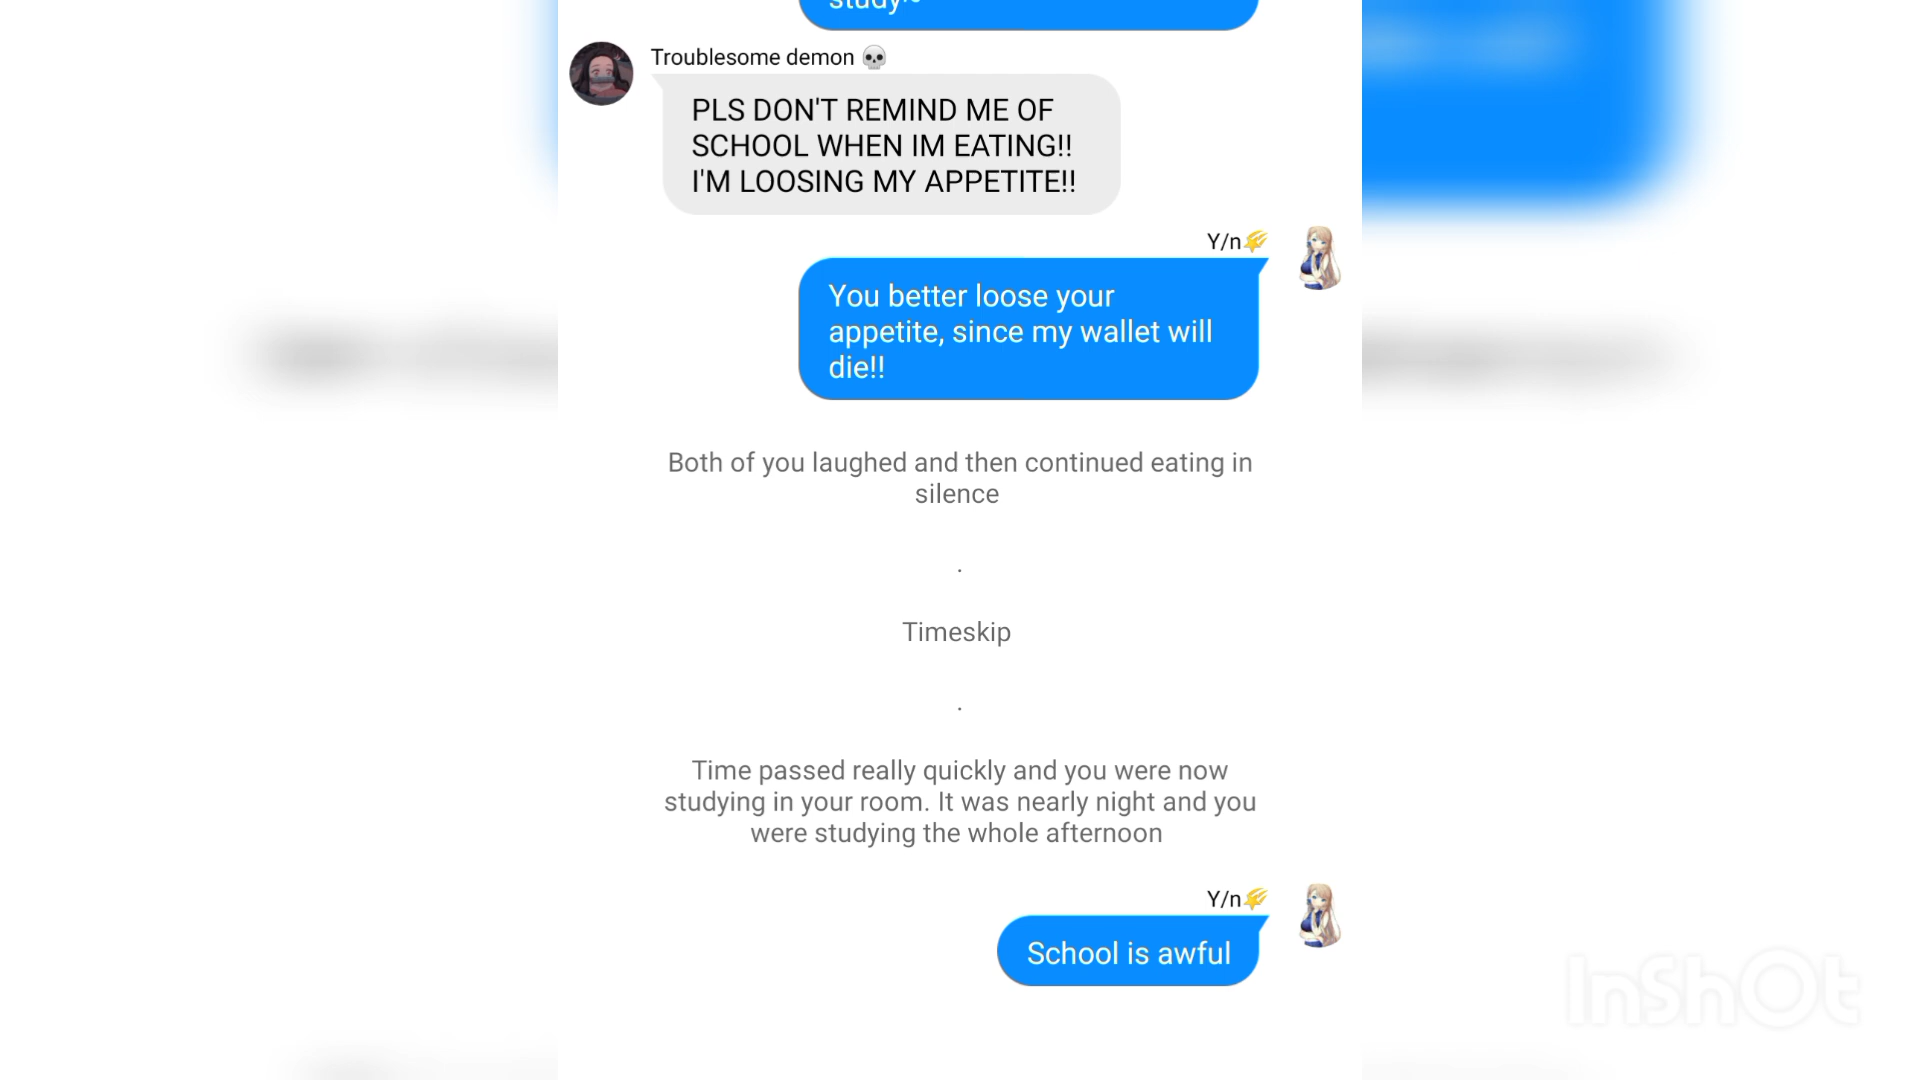 Troublesome demon 💀
PLS DON'T REMIND ME OF
SCHOOL WHEN IM EATING!!
I'M LOOSING MY APPETITE!!
Y/n🌠
You better loose your
appetite, since my wallet will
die!!
Both of you laughed and then continued eating in
silence
.
Timeskip
.
Time passed really quickly and you were now
studying in your room. It was nearly night and you
were studying the whole afternoon
Y/n🌠
School is awful
InShOt